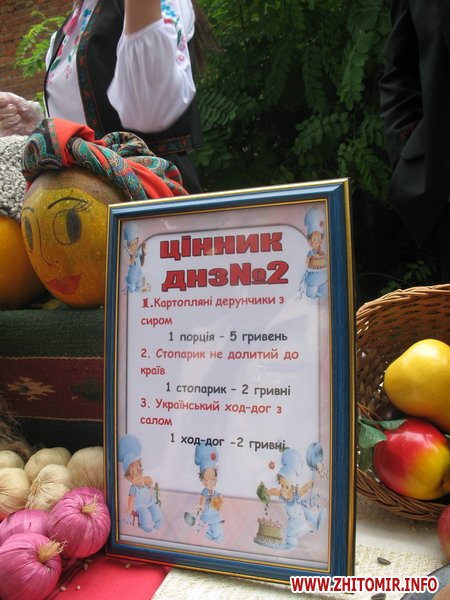 ЦІННИК
ДНЗ№2
1.Картопляні дерунчики з
сиром
1 порція - 5 гривень
2. Стопарик не долитий до
країв
1 стопарик - 2 гривні
3. Український ход-дог з
салом
1 ход-дог -2 гривні
WWW.ZHITOMIR.INFO